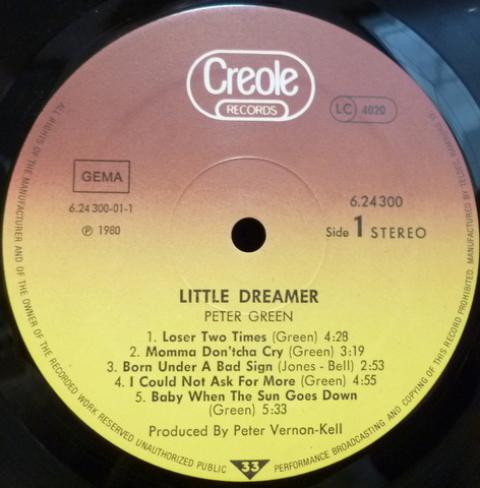 Creole
RECORDS
LC 4020
GEMA
6.24 300-01-1
℗ 1980
6.24300
Side 1 STEREO
LITTLE DREAMER
PETER GREEN
1. Loser Two Times (Green) 4:28
2. Momma Don'tcha Cry (Green) 3:19
3. Born Under A Bad Sign (Jones - Bell) 2:53
4. I Could Not Ask For More (Green) 4:55
5. Baby When The Sun Goes Down
(Green) 5:33
Produced By Peter Vernon-Kell
33
ALL RIGHTS OF THE MANUFACTURER AND OF THE OWNER OF THE RECORDED WORK RESERVED UNAUTHORIZED PUBLIC PERFORMANCE BROADCASTING AND COPYING OF THIS RECORD PROHIBITED. MANUFACTURED BY TELDEC